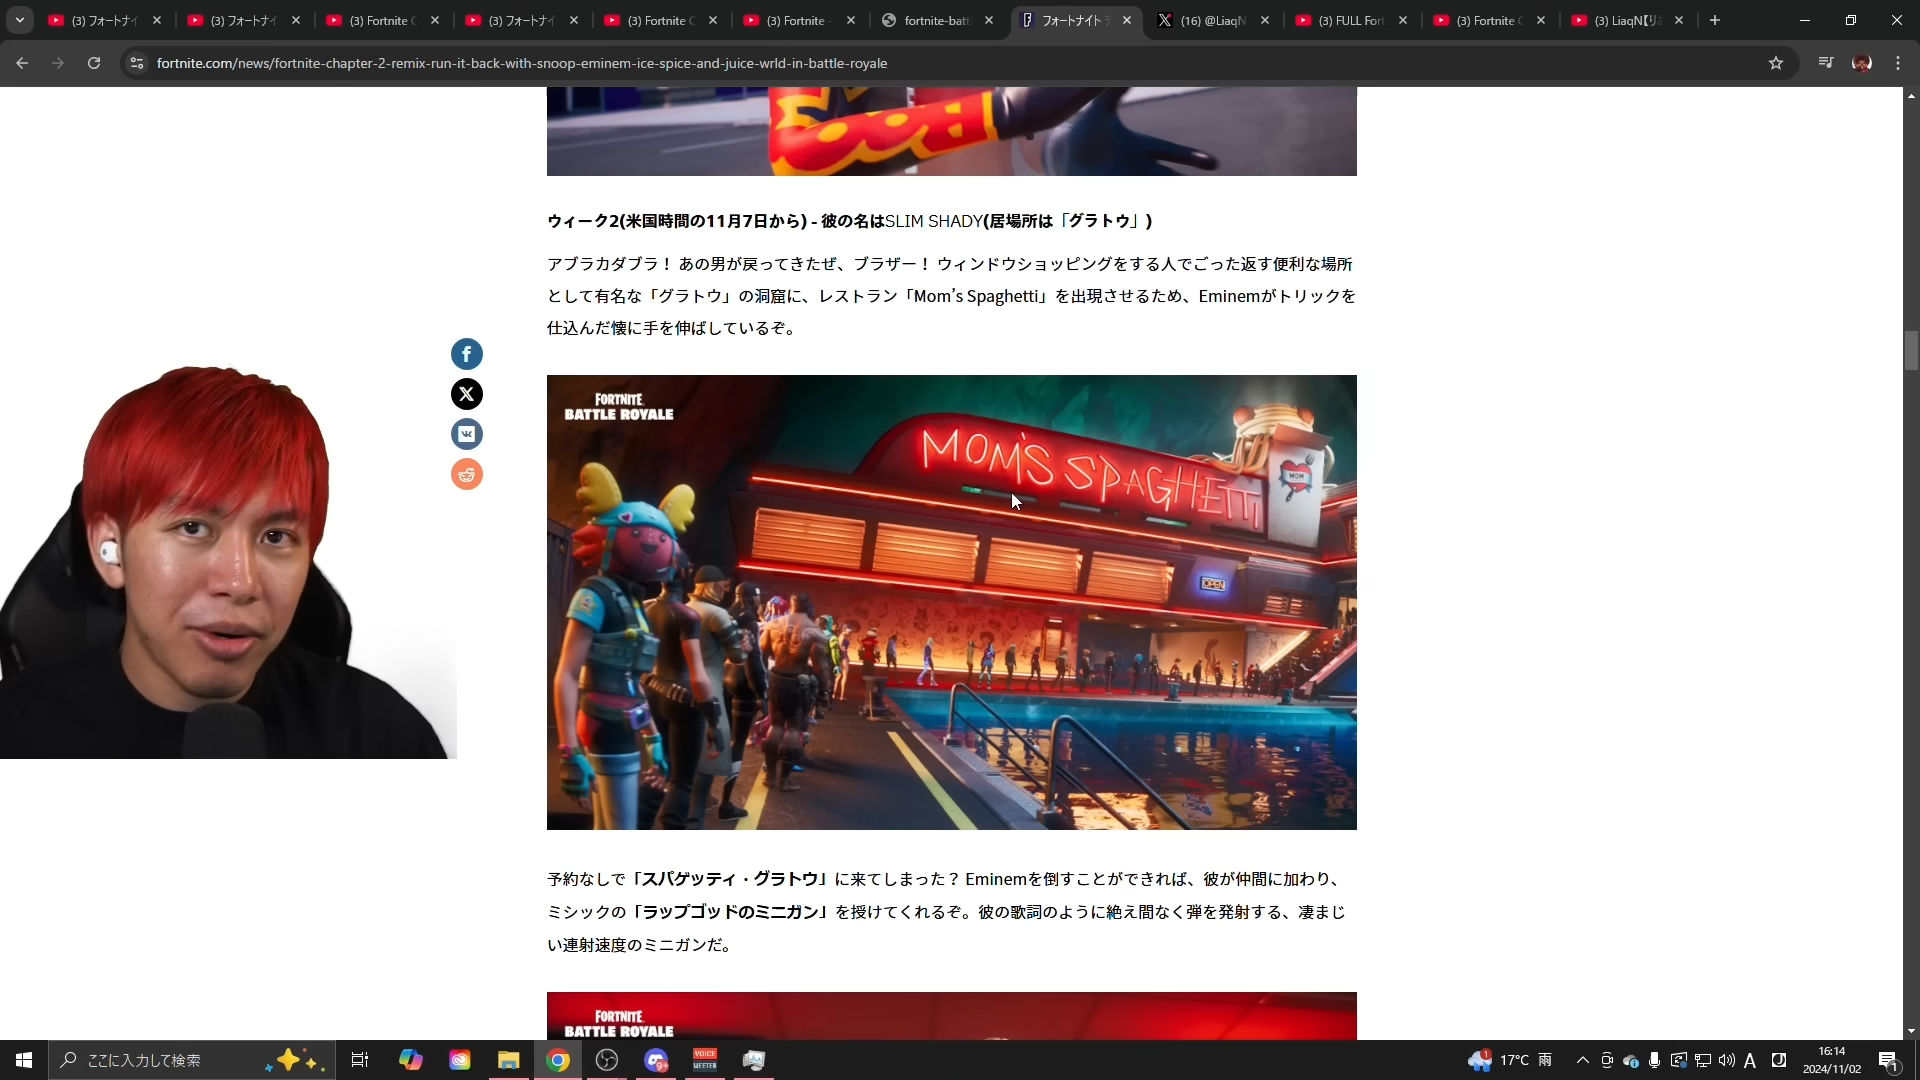 (3) フォートナイ
(3) フォートナイ
(3) Fortnite C
(3) フォートナイ
(3) Fortnite C
(3) Fortnite -
fortnite-batt
フォートナイト
(16) @LiaqN
(3) FULL Fort
(3) Fortnite C
(3) LiaqN【りあ
fortnite.com/news/fortnite-chapter-2-remix-run-it-back-with-snoop-eminem-ice-spice-and-juice-wrld-in-battle-royale
ウィーク2(米国時間の11月7日から) - 彼の名はSLIM SHADY(居場所は「グラトウ」)
アブラカダブラ！ あの男が戻ってきたぜ、ブラザー！ ウィンドウショッピングをする人でごった返す便利な場所
として有名な「グラトウ」の洞窟に、レストラン「Mom’s Spaghetti」を出現させるため、Eminemがトリックを
仕込んだ懐に手を伸ばしているぞ。
FORTNITE
BATTLE ROYALE
MOM'S SPAGHETTI
MOM
OPEN
予約なしで「スパゲッティ・グラトウ」に来てしまった？ Eminemを倒すことができれば、彼が仲間に加わり、
ミシックの「ラップゴッドのミニガン」を授けてくれるぞ。彼の歌詞のように絶え間なく弾を発射する、凄まじ
い連射速度のミニガンだ。
FORTNITE
BATTLE ROYALE
ここに入力して検索
9+
VOICE
MEETER
1
17°C 雨
A
16:14
2024/11/02
1